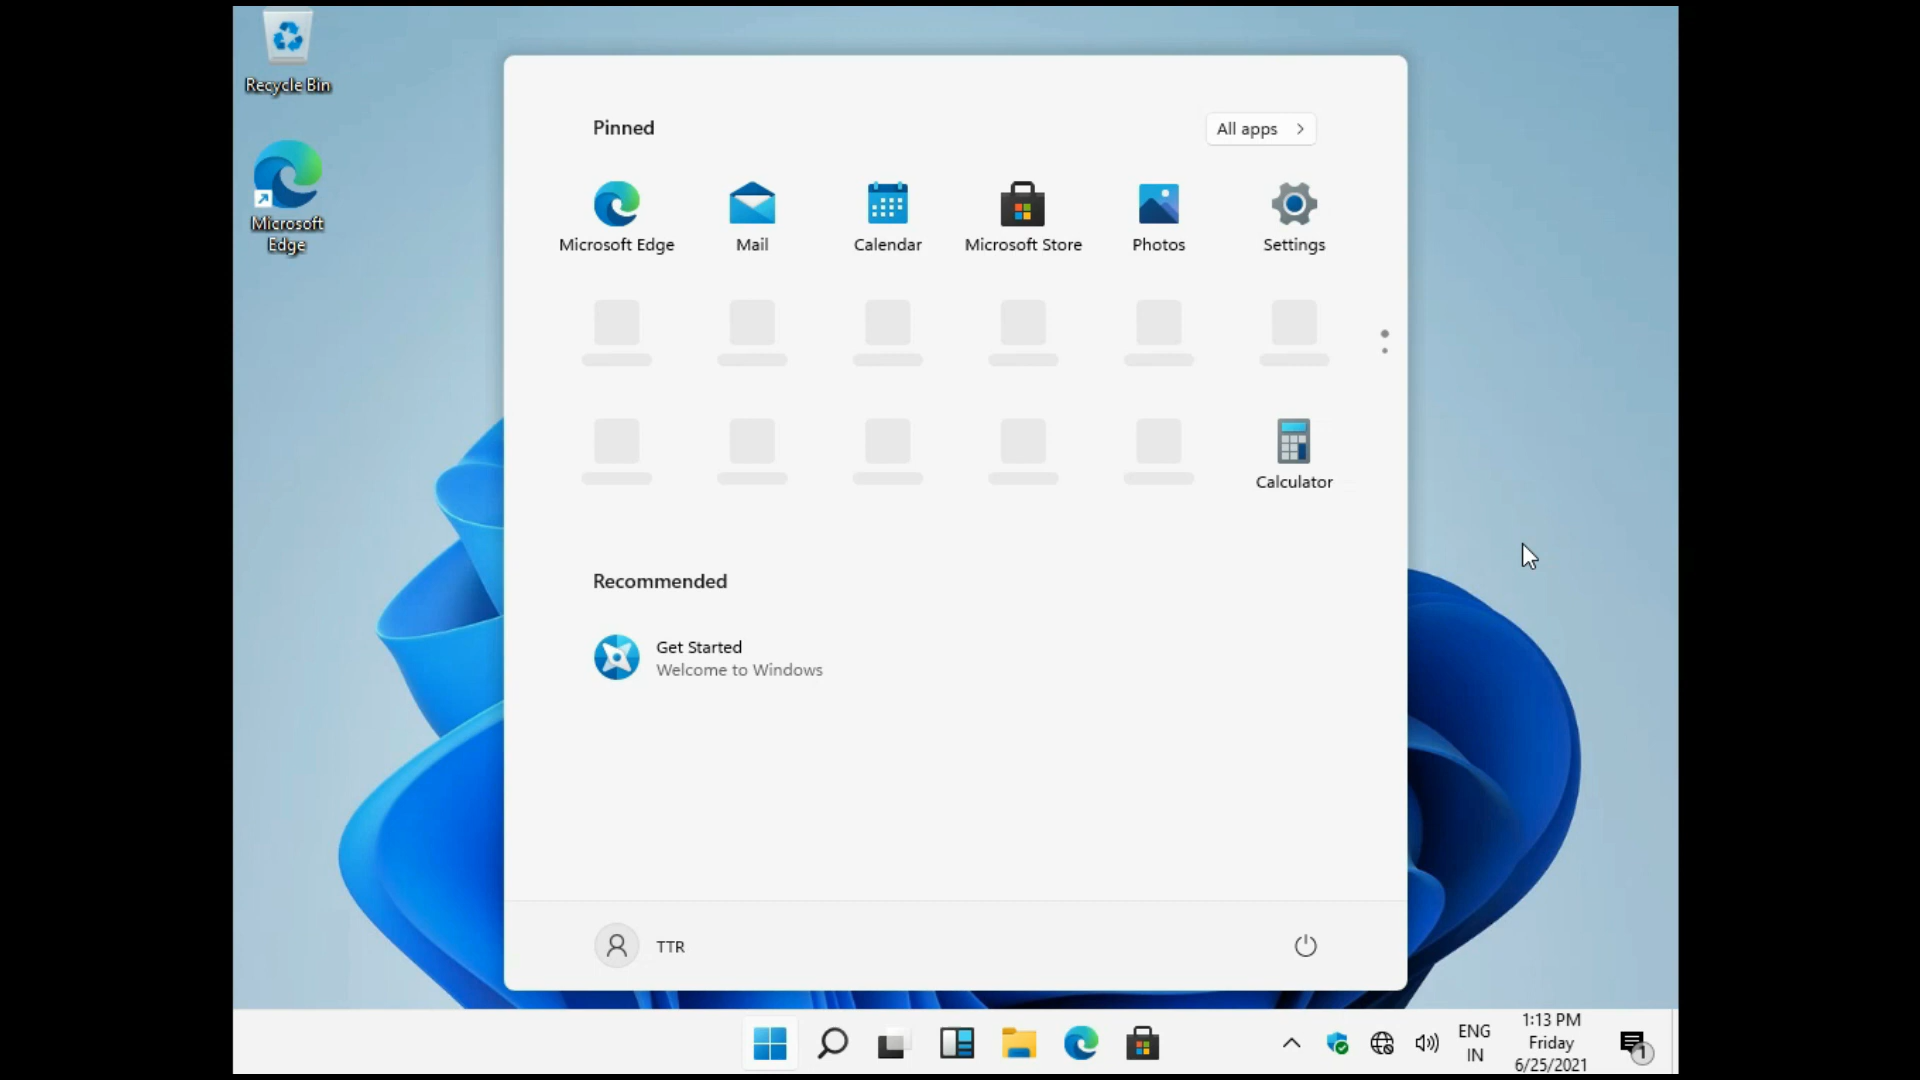 Recycle Bin
Microsoft
Edge
Pinned
All apps
Microsoft Edge
Mail
Calendar
Microsoft Store
Photos
Settings
Calculator
Recommended
Get Started
Welcome to Windows
TTR
ENG
IN
1:13 PM
Friday
6/25/2021
1